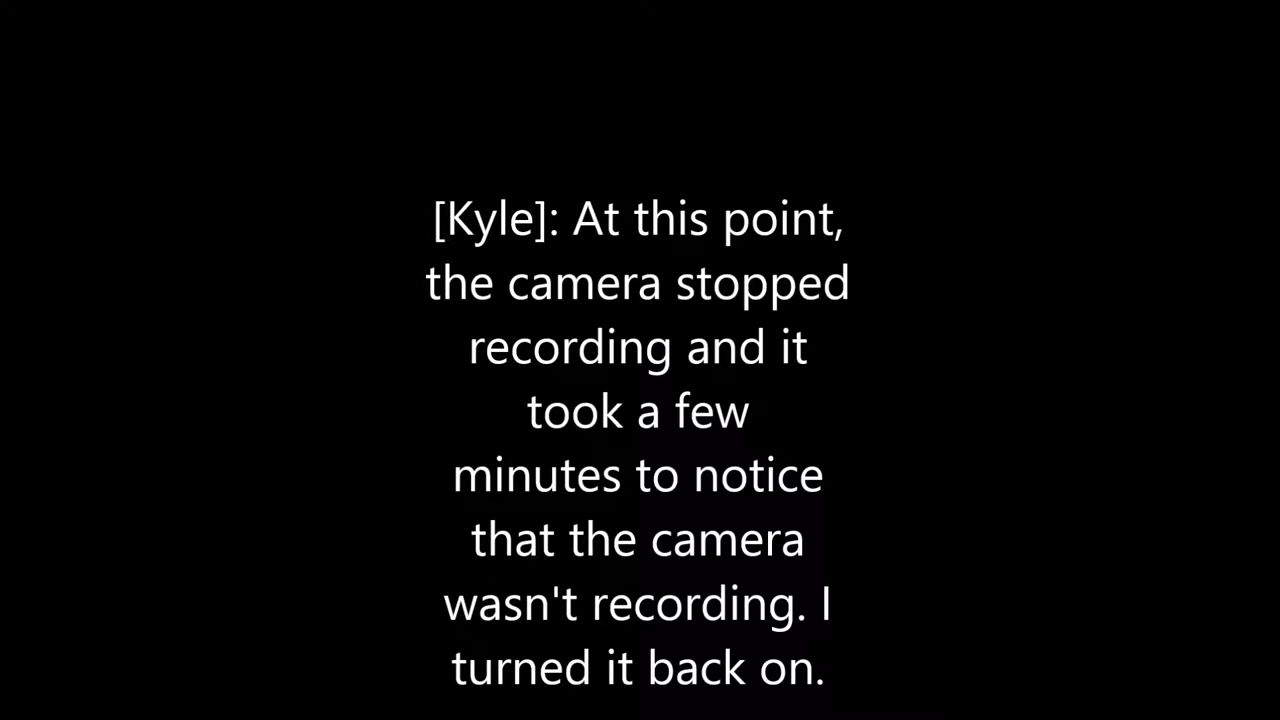 [Kyle]: At this point,
the camera stopped
recording and it
took a few
minutes to notice
that the camera
wasn't recording. I
turned it back on.